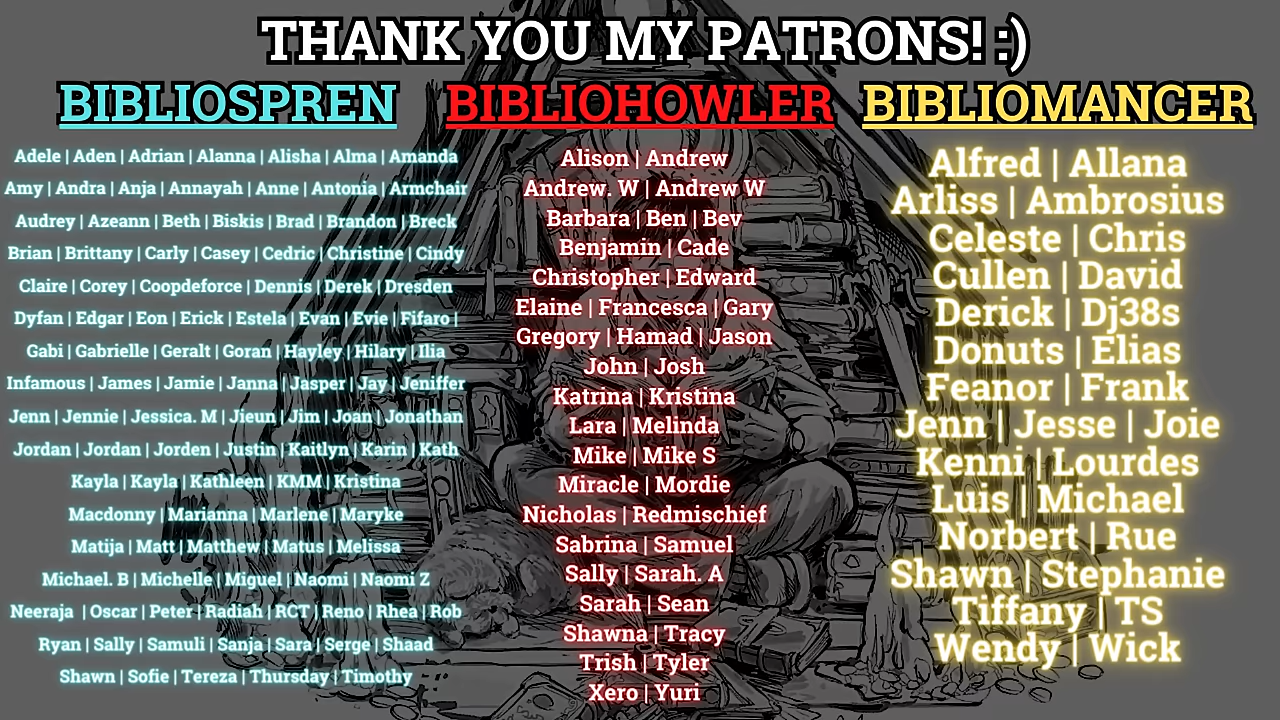 THANK YOU MY PATRONS! :)
BIBLIOSPREN
Adele | Aden | Adrian | Alanna | Alisha | Alma | Amanda
Amy | Andra | Anja | Annayah | Anne | Antonia | Armchair
Audrey | Azeann | Beth | Biskis | Brad | Brandon | Breck
Brian | Brittany | Carly | Casey | Cedric | Christine | Cindy
Claire | Corey | Coopdeforce | Dennis | Derek | Dresden
Dyfan | Edgar | Eon | Erick | Estela | Evan | Evie | Fifaro |
Gabi | Gabrielle | Geralt | Goran | Hayley | Hilary | Ilia
Infamous | James | Jamie | Janna | Jasper | Jay | Jeniffer
Jenn | Jennie | Jessica. M | Jieun | Jim | Joan | Jonathan
Jordan | Jordan | Jorden | Justin | Kaitlyn | Karin | Kath
Kayla | Kayla | Kathleen | KMM | Kristina
Macdonny | Marianna | Marlene | Maryke
Matija | Matt | Matthew | Matus | Melissa
Michael. B | Michelle | Miguel | Naomi | Naomi Z
Neeraja | Oscar | Peter | Radiah | RCT | Reno | Rhea | Rob
Ryan | Sally | Samuli | Sanja | Sara | Serge | Shaad
Shawn | Sofie | Tereza | Thursday | Timothy
BIBLIOHOWLER
Alison | Andrew
Andrew. W | Andrew W
Barbara | Ben | Bev
Benjamin | Cade
Christopher | Edward
Elaine | Francesca | Gary
Gregory | Hamad | Jason
John | Josh
Katrina | Kristina
Lara | Melinda
Mike | Mike S
Miracle | Mordie
Nicholas | Redmischief
Sabrina | Samuel
Sally | Sarah. A
Sarah | Sean
Shawna | Tracy
Trish | Tyler
Xero | Yuri
BIBLIOMANCER
Alfred | Allana
Arliss | Ambrosius
Celeste | Chris
Cullen | David
Derick | Dj38s
Donuts | Elias
Feanor | Frank
Jenn | Jesse | Joie
Kenni | Lourdes
Luis | Michael
Norbert | Rue
Shawn | Stephanie
Tiffany | TS
Wendy | Wick